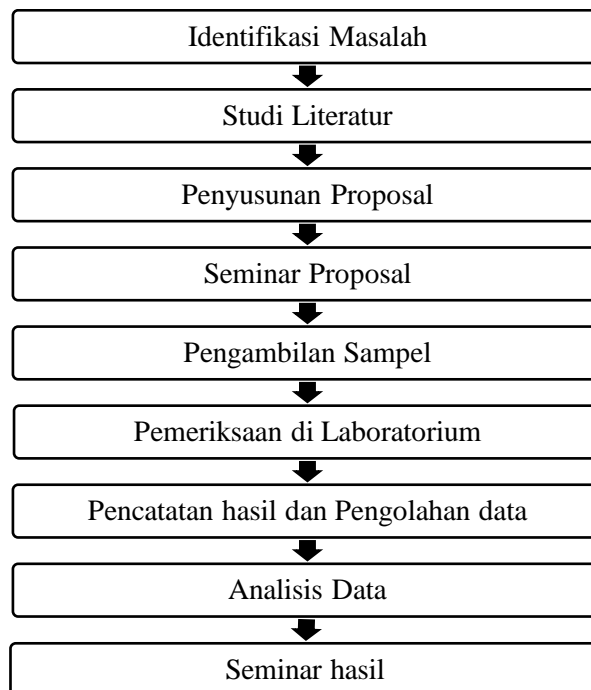 Identifikasi Masalah
Studi Literatur
Penyusunan Proposal
Seminar Proposal
Pengambilan Sampel
Pemeriksaan di Laboratorium
Pencatatan hasil dan Pengolahan data
Analisis Data
Seminar hasil